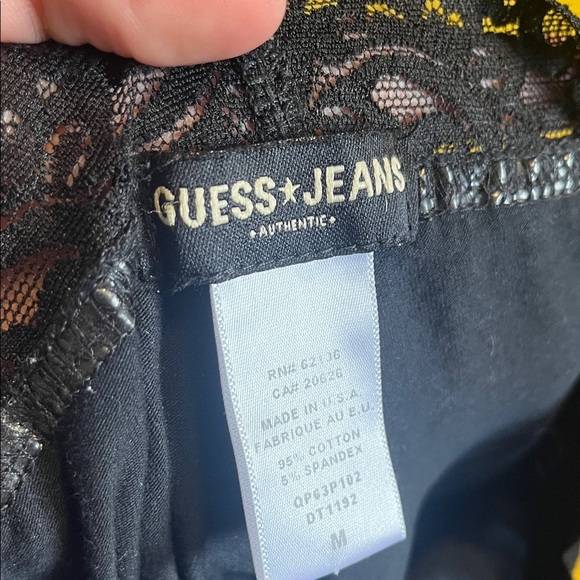 GUESS★JEANS
◆AUTHENTIC◆
RN# 62136
CA# 20626
MADE IN U.S.A.
FABRIQUE AU E.U.
95% COTTON
5% SPANDEX
QP63P102
DT1192
M